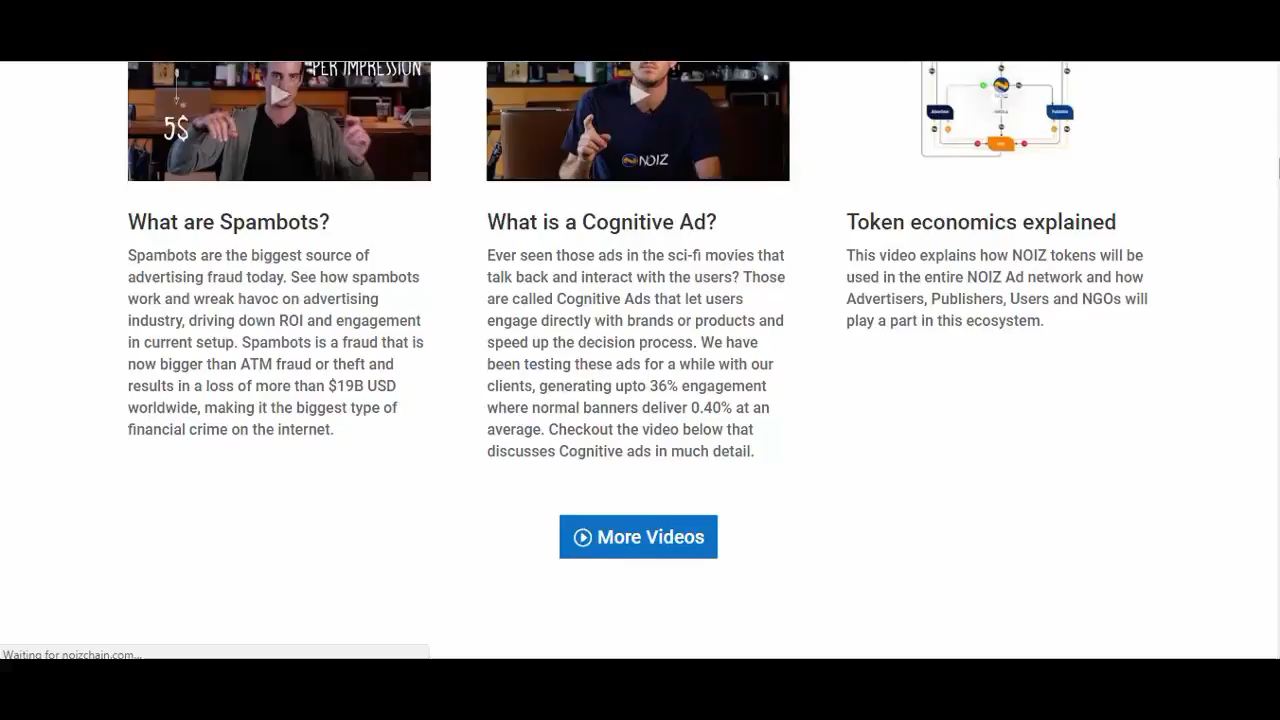 PER IMPRESSION
5$
NOIZ
What are Spambots?
Spambots are the biggest source of
advertising fraud today. See how spambots
work and wreak havoc on advertising
industry, driving down ROI and engagement
in current setup. Spambots is a fraud that is
now bigger than ATM fraud or theft and
results in a loss of more than $19B USD
worldwide, making it the biggest type of
financial crime on the internet.
What is a Cognitive Ad?
Ever seen those ads in the sci-fi movies that
talk back and interact with the users? Those
are called Cognitive Ads that let users
engage directly with brands or products and
speed up the decision process. We have
been testing these ads for a while with our
clients, generating upto 36% engagement
where normal banners deliver 0.40% at an
average. Checkout the video below that
discusses Cognitive ads in much detail.
Token economics explained
This video explains how NOIZ tokens will be
used in the entire NOIZ Ad network and how
Advertisers, Publishers, Users and NGOs will
play a part in this ecosystem.
More Videos
Waiting for noizchain.com...